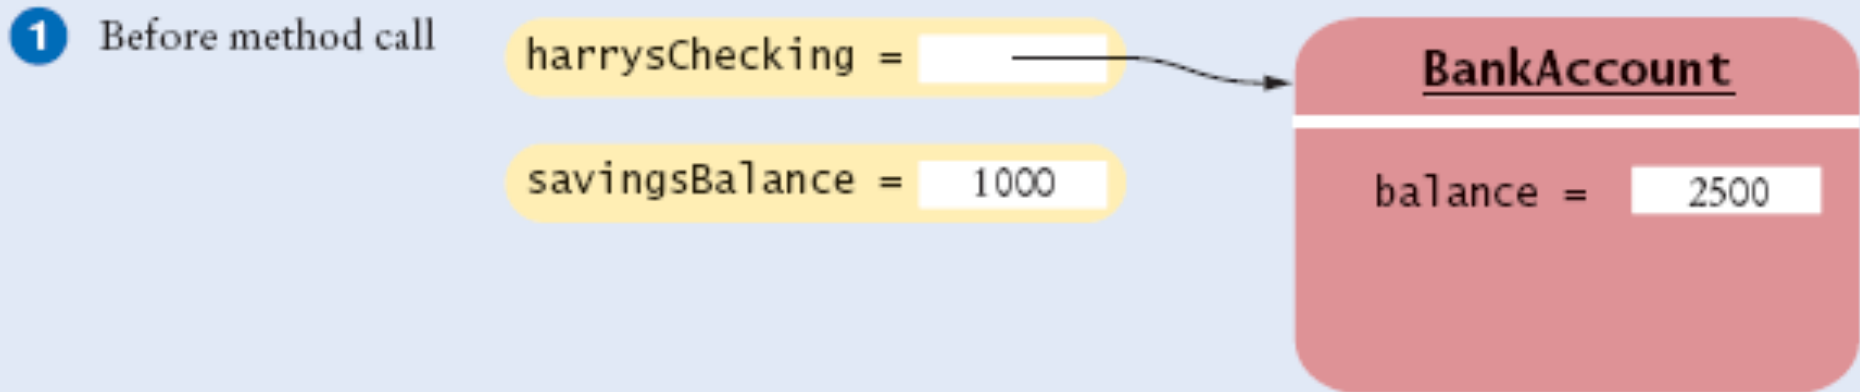 1 Before method call
harrysChecking =
savingsBalance = 1000
BankAccount
balance = 2500